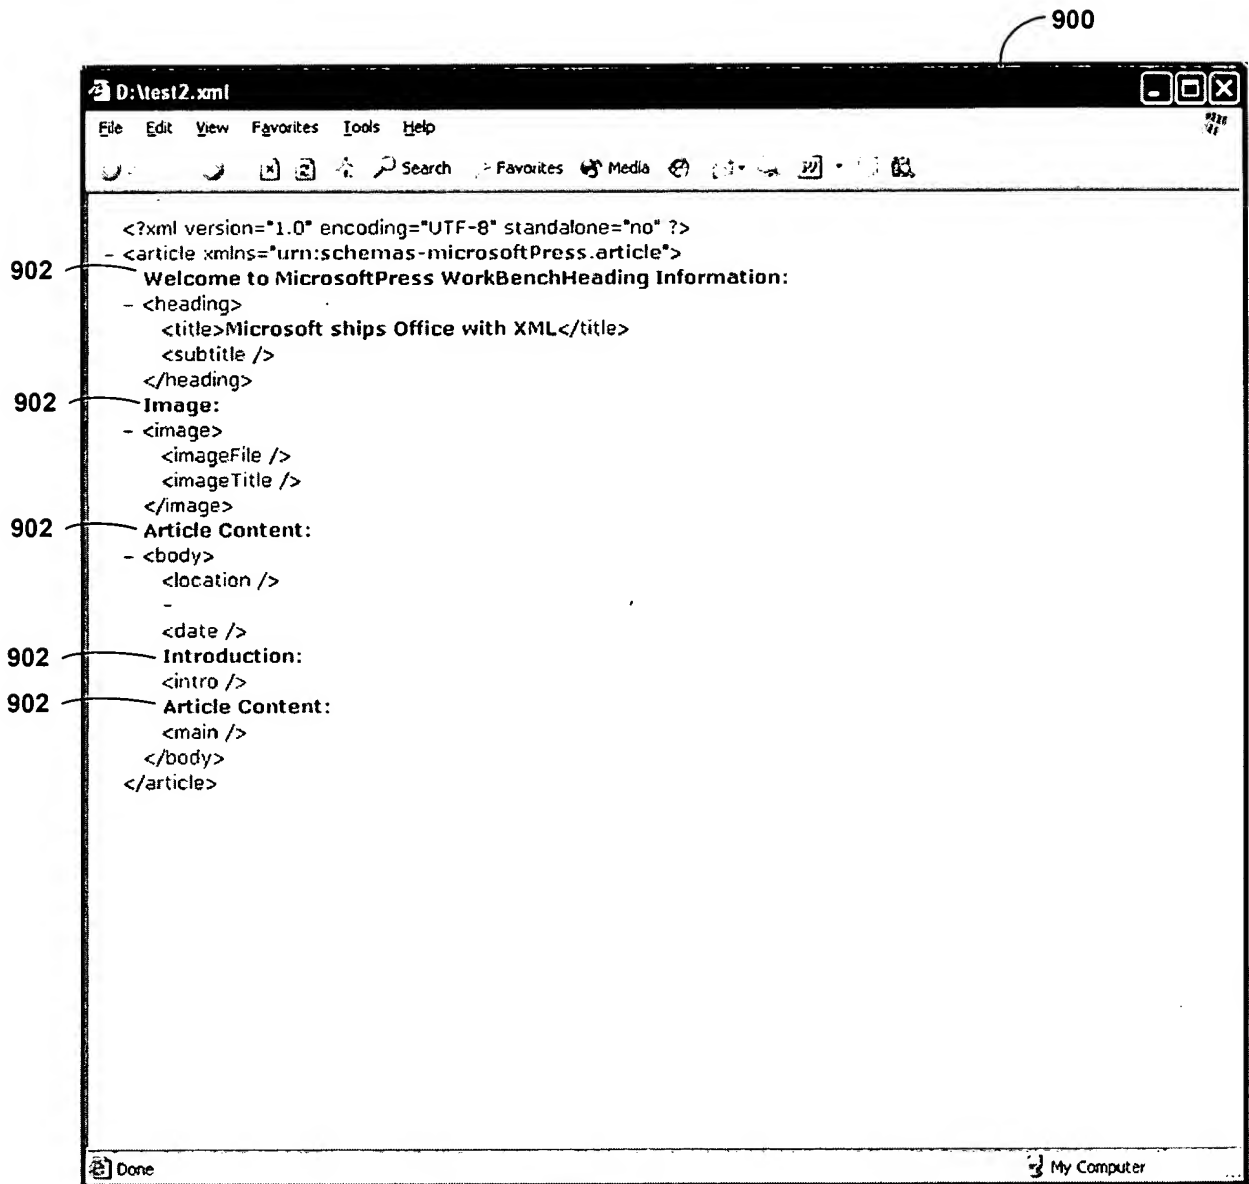 900
D:\test2.xml
File Edit View Favorites Tools Help
Search Favorites Media
<?xml version="1.0" encoding="UTF-8" standalone="no" ?>
- <article xmlns="urn:schemas-microsoftPress.article">
902 Welcome to MicrosoftPress WorkBenchHeading Information:
- <heading>
<title>Microsoft ships Office with XML</title>
<subtitle />
</heading>
902 Image:
- <image>
<imageFile />
<imageTitle />
</image>
902 Article Content:
- <body>
<location />
-
<date />
902 Introduction:
<intro />
902 Article Content:
<main />
</body>
</article>
Done My Computer